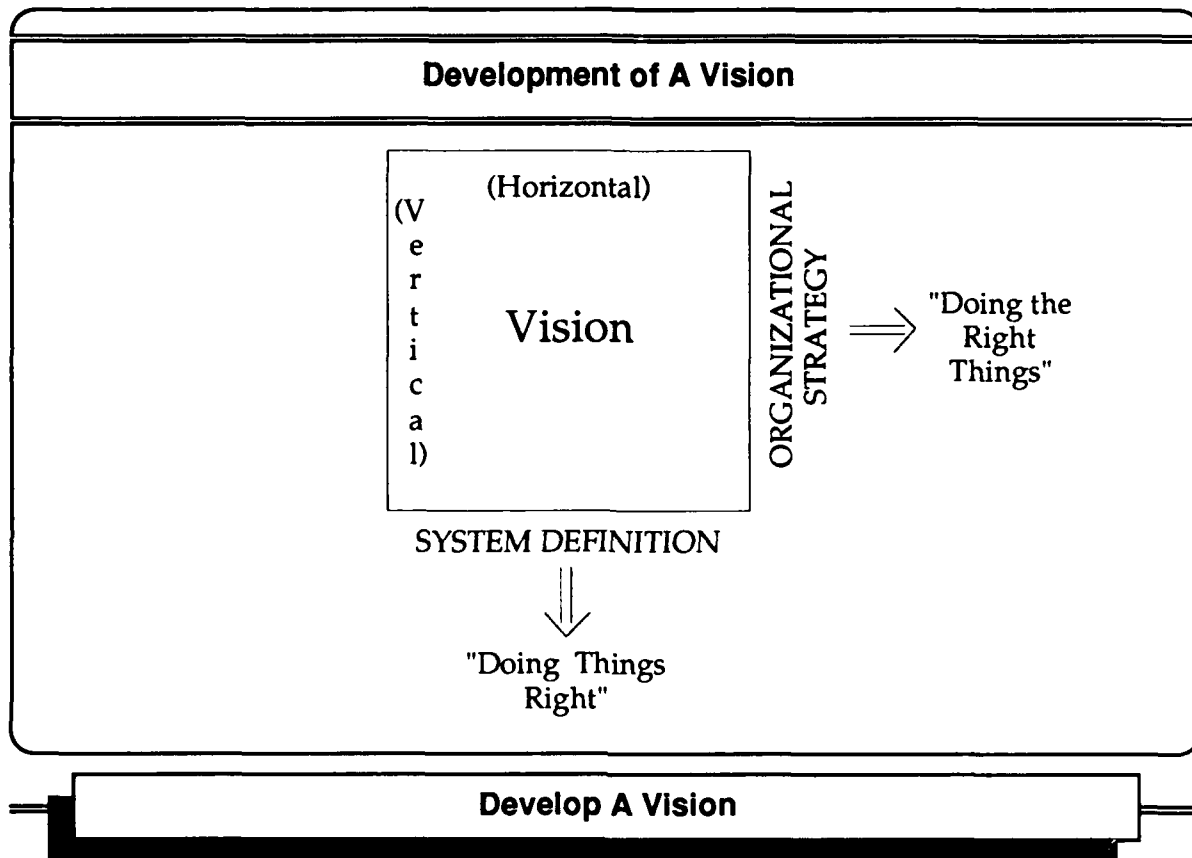 Development of A Vision
(Horizontal)
(Vertical)
Vision
ORGANIZATIONAL
STRATEGY
"Doing the
Right
Things"
SYSTEM DEFINITION
"Doing Things
Right"
Develop A Vision